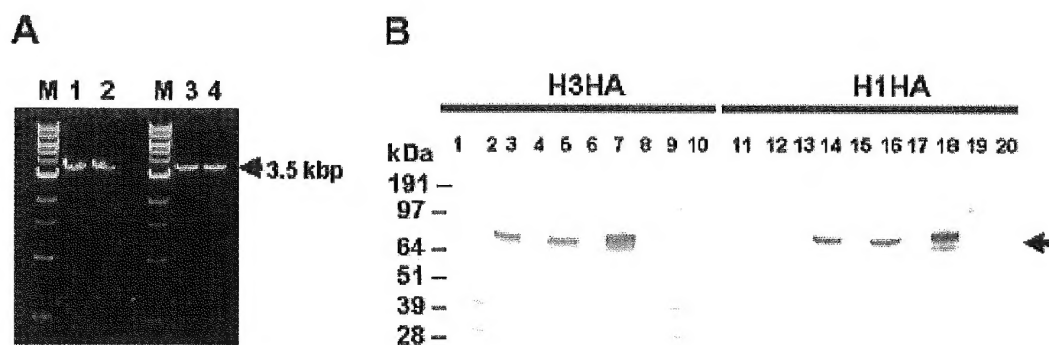 A
M 1 2 M 3 4
3.5 kbp
B
H3HA H1HA
kDa
1 2 3 4 5 6 7 8 9 10 11 12 13 14 15 16 17 18 19 20
191 –
97 –
64 –
51 –
39 –
28 –